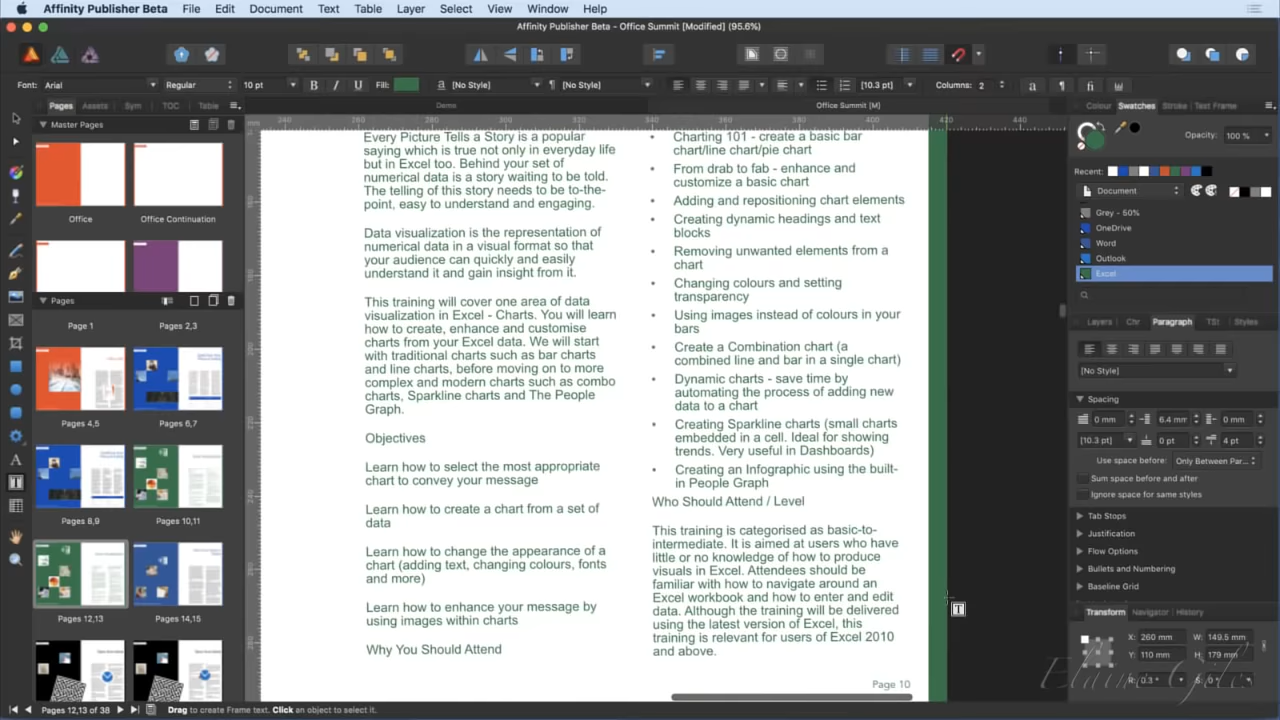 Affinity Publisher Beta File Edit Document Text Table Layer Select View Window Help
Affinity Publisher Beta - Office Summit [Modified] (95.6%)
Font: Arial Regular 10 pt B I U Fill: a [No Style] ¶ [No Style] [10.3 pt] Columns: 2 a ¶ fi
Pages Assets Sym TOC Table
Demo
Office Summit [M]
Colour Swatches Stroke Text Frame
Master Pages
Office
Office Continuation
Pages
Page 1
Pages 2,3
Pages 4,5
Pages 6,7
Pages 8,9
Pages 10,11
Pages 12,13
Pages 14,15
240
260
280
300
320
340
360
380
400
420
440
Every Picture Tells a Story is a popular
saying which is true not only in everyday life
but in Excel too. Behind your set of
numerical data is a story waiting to be told.
The telling of this story needs to be to-the-
point, easy to understand and engaging.
Data visualization is the representation of
numerical data in a visual format so that
your audience can quickly and easily
understand it and gain insight from it.
This training will cover one area of data
visualization in Excel - Charts. You will learn
how to create, enhance and customise
charts from your Excel data. We will start
with traditional charts such as bar charts
and line charts, before moving on to more
complex and modern charts such as combo
charts, Sparkline charts and The People
Graph.
Objectives
Learn how to select the most appropriate
chart to convey your message
Learn how to create a chart from a set of
data
Learn how to change the appearance of a
chart (adding text, changing colours, fonts
and more)
Learn how to enhance your message by
using images within charts
Why You Should Attend
• Charting 101 - create a basic bar
chart/line chart/pie chart
• From drab to fab - enhance and
customize a basic chart
• Adding and repositioning chart elements
• Creating dynamic headings and text
blocks
• Removing unwanted elements from a
chart
• Changing colours and setting
transparency
• Using images instead of colours in your
bars
• Create a Combination chart (a
combined line and bar in a single chart)
• Dynamic charts - save time by
automating the process of adding new
data to a chart
• Creating Sparkline charts (small charts
embedded in a cell. Ideal for showing
trends. Very useful in Dashboards)
• Creating an Infographic using the built-
in People Graph
Who Should Attend / Level
This training is categorised as basic-to-
intermediate. It is aimed at users who have
little or no knowledge of how to produce
visuals in Excel. Attendees should be
familiar with how to navigate around an
Excel workbook and how to enter and edit
data. Although the training will be delivered
using the latest version of Excel, this
training is relevant for users of Excel 2010
and above.
Page 10
Opacity: 100 %
Recent:
Document
Grey - 50%
OneDrive
Word
Outlook
Excel
Layers Chr Paragraph TSt Styles
[No Style]
Spacing
0 mm 6.4 mm 0 mm
[10.3 pt] 0 pt 4 pt
Use space before: Only Between Par...
Sum space before and after
Ignore space for same styles
Tab Stops
Justification
Flow Options
Bullets and Numbering
Baseline Grid
Transform Navigator History
X: 260 mm W: 149.5 mm
Y: 110 mm H: 179 mm
R: 0.3 ° S: 0 °
Elaine Giles
Pages 12,13 of 38 Drag to create Frame text. Click an object to select it.